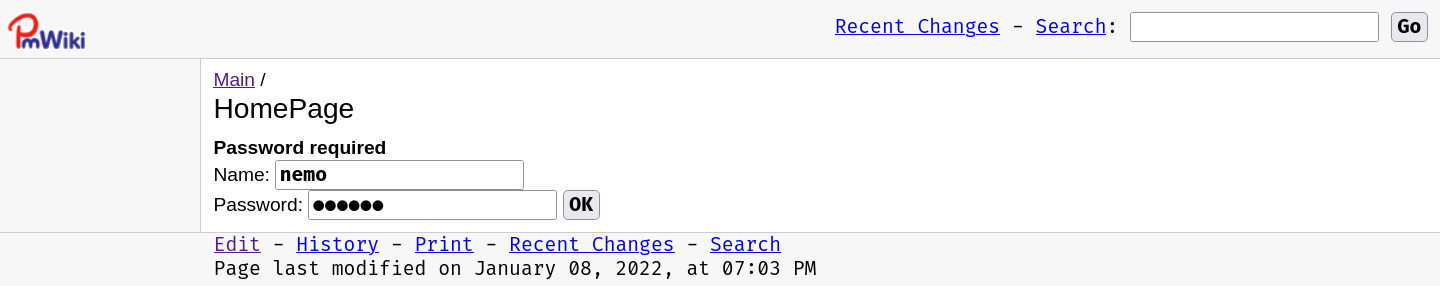 PmWiki
Recent Changes - Search: Go
Main /
HomePage
Password required
Name: nemo
Password: ●●●●●● OK
Edit - History - Print - Recent Changes - Search
Page last modified on January 08, 2022, at 07:03 PM